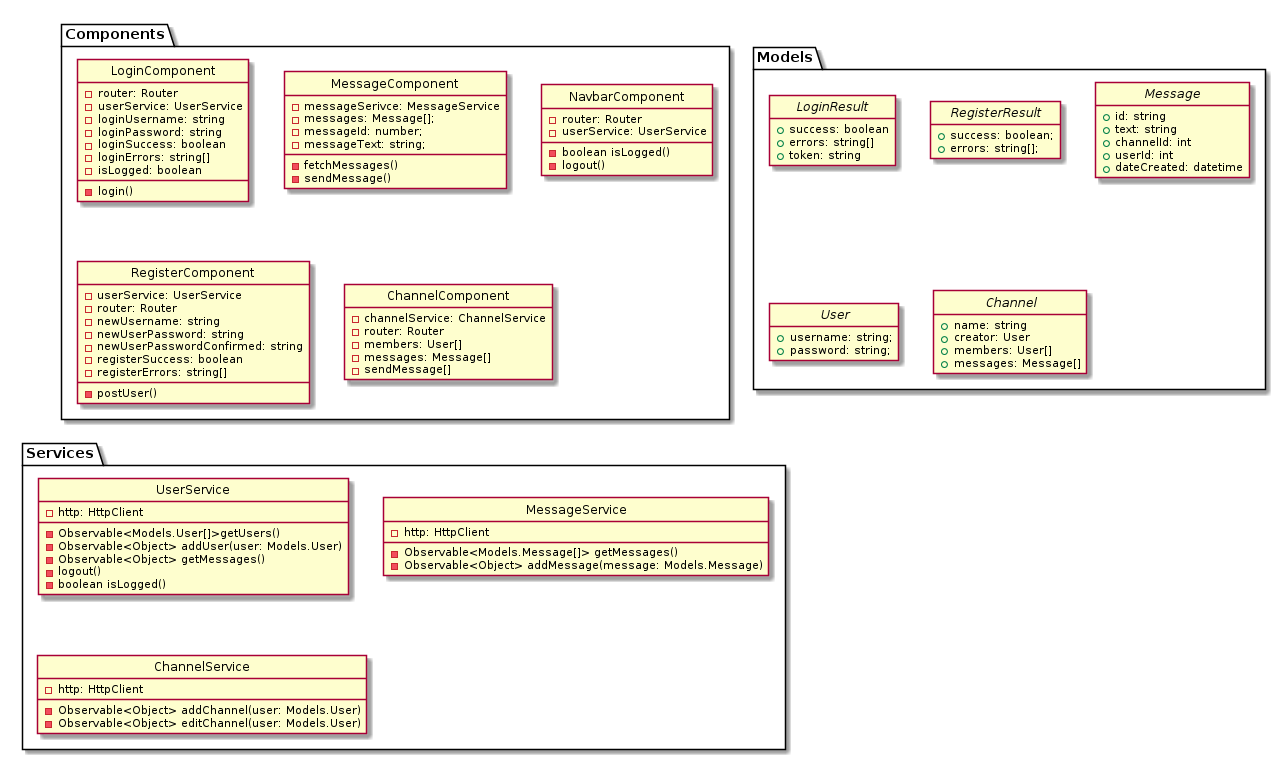 Components
LoginComponent
router: Router
userService: UserService
loginUsername: string
loginPassword: string
loginSuccess: boolean
loginErrors: string[]
isLogged: boolean
login()
MessageComponent
messageSerivce: MessageService
messages: Message[];
messageId: number;
messageText: string;
fetchMessages()
sendMessage()
NavbarComponent
router: Router
userService: UserService
boolean isLogged()
logout()
RegisterComponent
userService: UserService
router: Router
newUsername: string
newUserPassword: string
newUserPasswordConfirmed: string
registerSuccess: boolean
registerErrors: string[]
postUser()
ChannelComponent
channelService: ChannelService
router: Router
members: User[]
messages: Message[]
sendMessage[]
Models
LoginResult
success: boolean
errors: string[]
token: string
RegisterResult
success: boolean;
errors: string[];
Message
id: string
text: string
channelId: int
userId: int
dateCreated: datetime
User
username: string;
password: string;
Channel
name: string
creator: User
members: User[]
messages: Message[]
Services
UserService
http: HttpClient
Observable<Models.User[]>getUsers()
Observable<Object> addUser(user: Models.User)
Observable<Object> getMessages()
logout()
boolean isLogged()
MessageService
http: HttpClient
Observable<Models.Message[]> getMessages()
Observable<Object> addMessage(message: Models.Message)
ChannelService
http: HttpClient
Observable<Object> addChannel(user: Models.User)
Observable<Object> editChannel(user: Models.User)